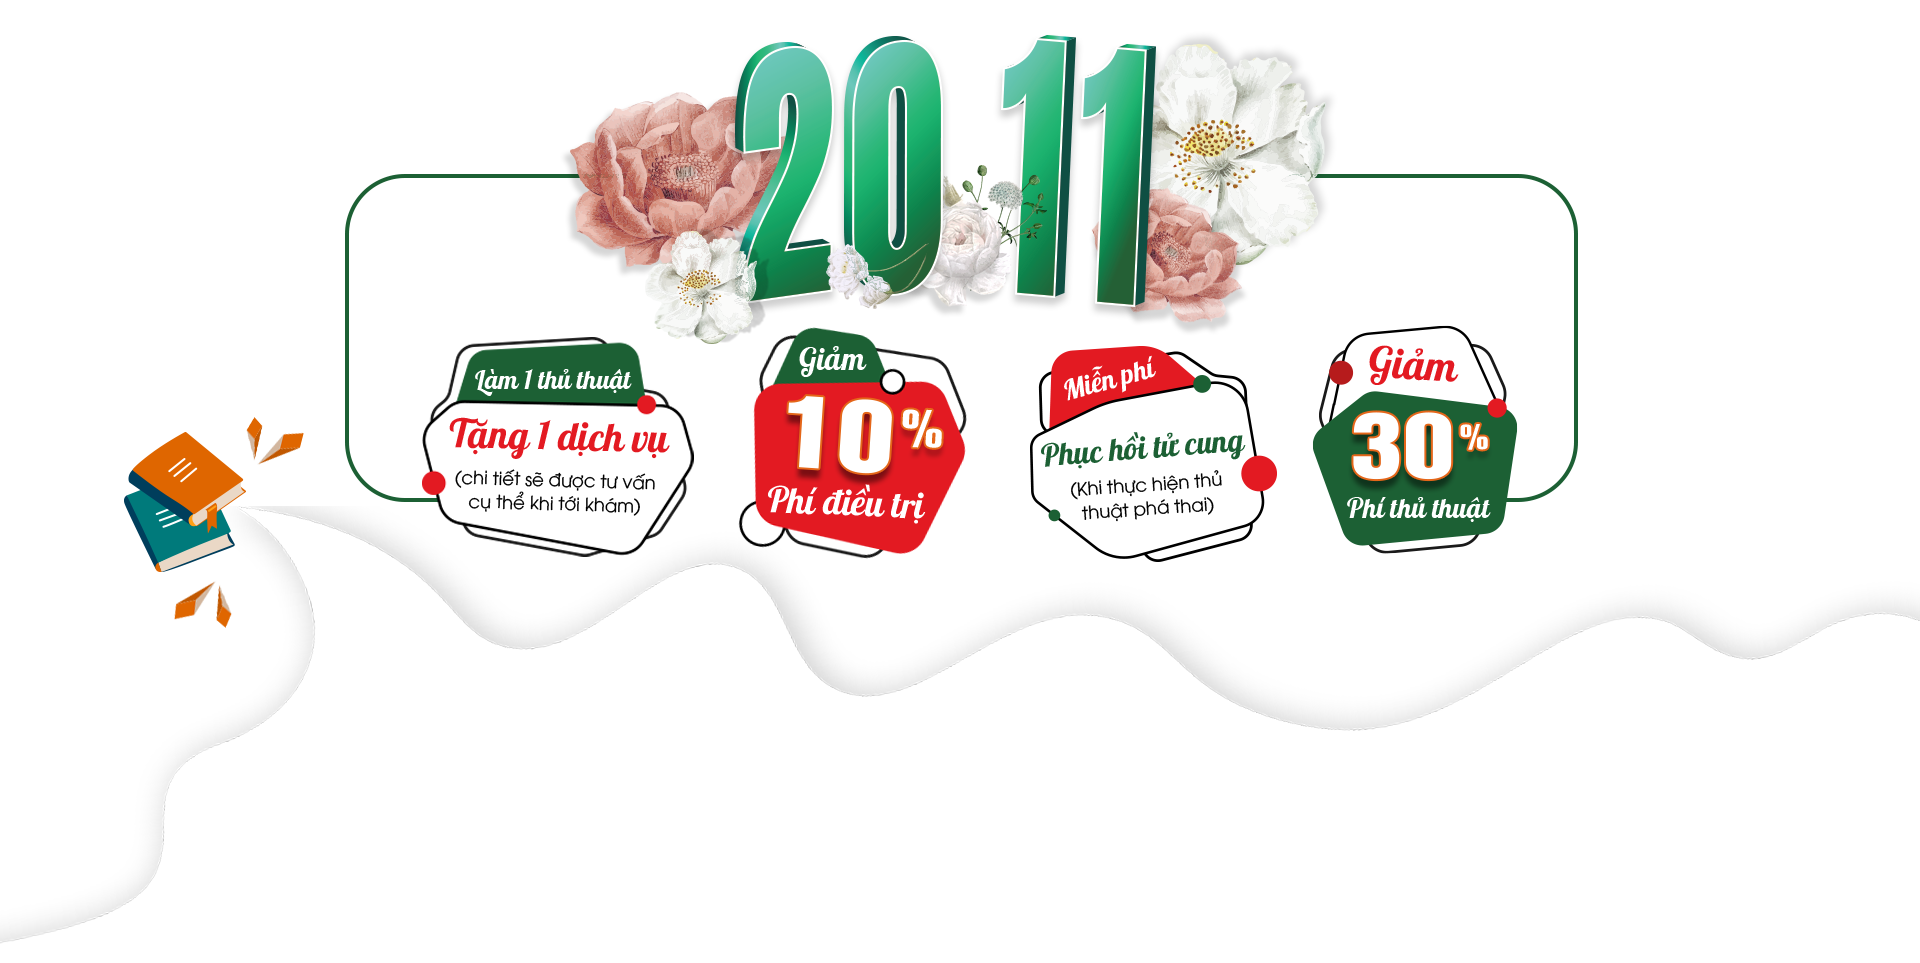 20 11
Làm 1 thủ thuật
Tặng 1 dịch vụ
(chi tiết sẽ được tư vấn
cụ thể khi tới khám)
Giảm
10%
Phí điều trị
Miễn phí
Phục hồi tử cung
(Khi thực hiện thủ
thuật phá thai)
Giảm
30%
Phí thủ thuật